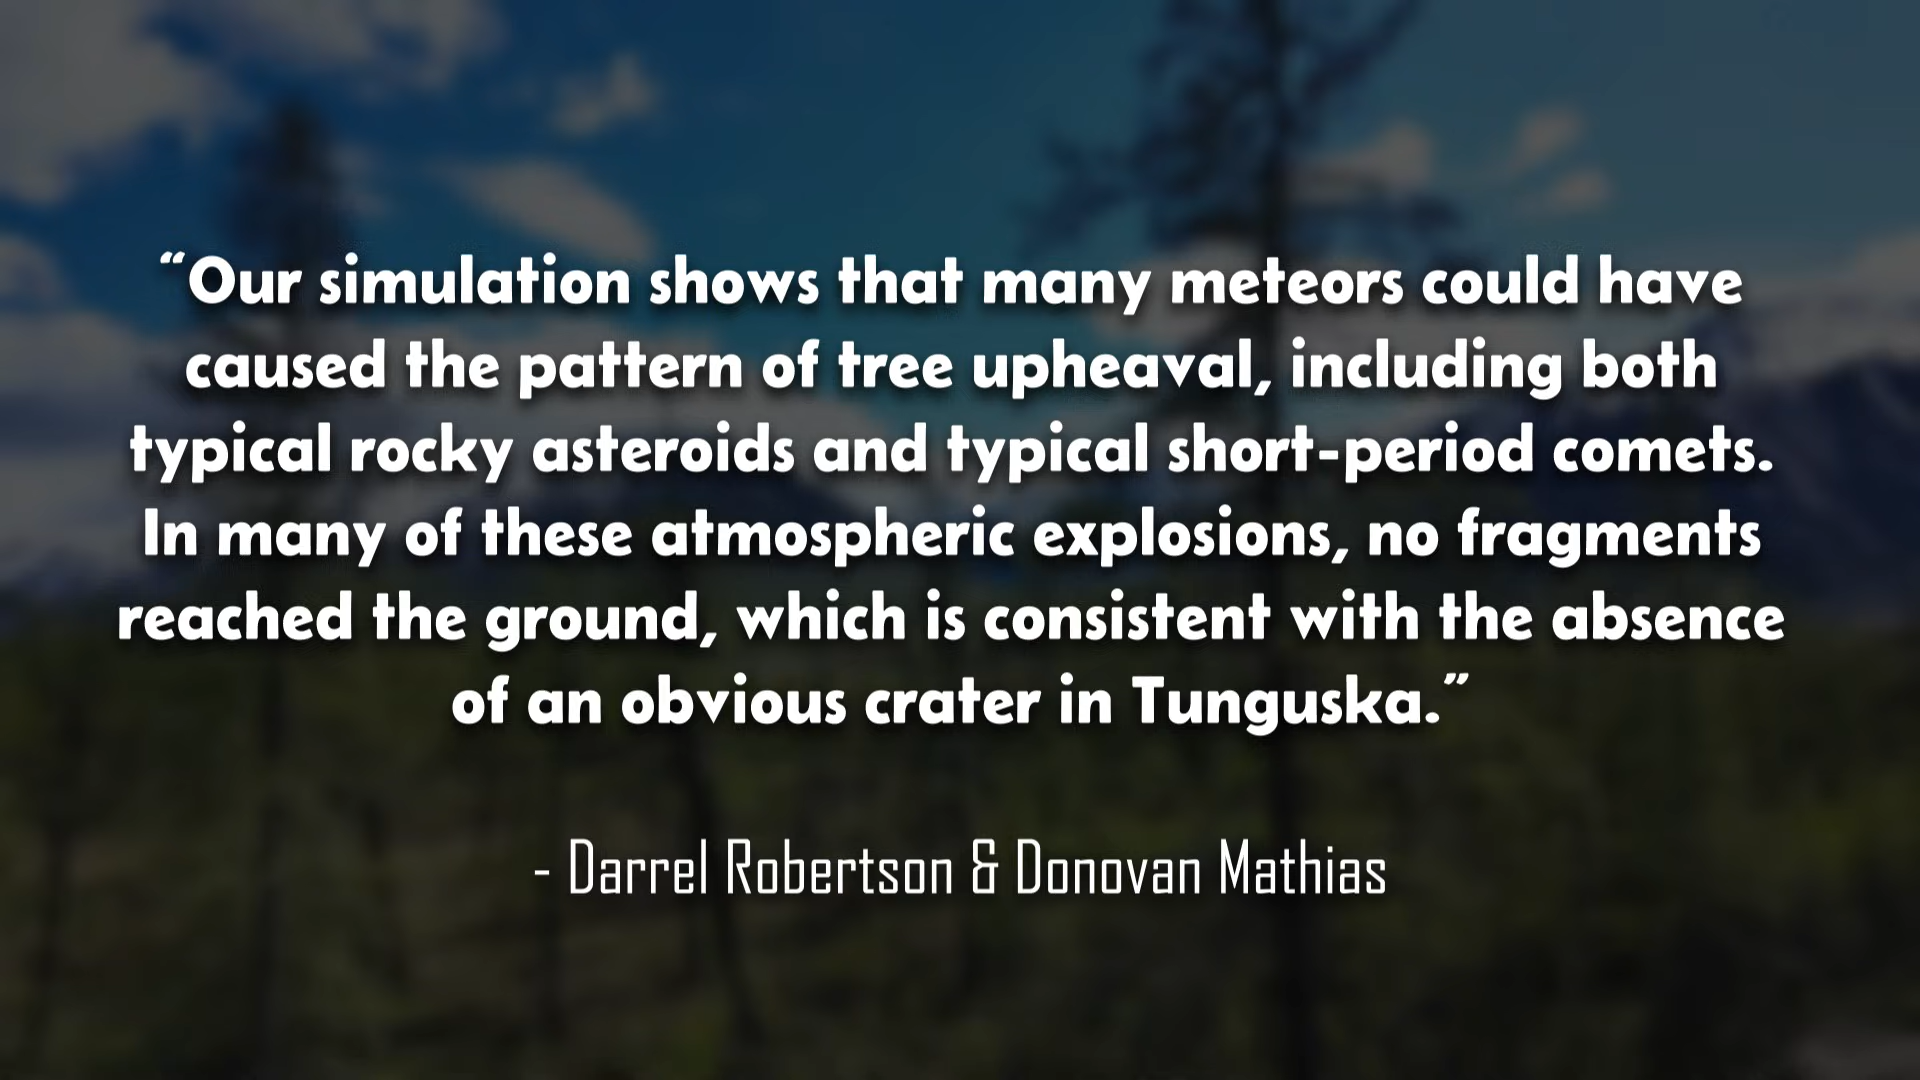 “Our simulation shows that many meteors could have
caused the pattern of tree upheaval, including both
typical rocky asteroids and typical short-period comets.
In many of these atmospheric explosions, no fragments
reached the ground, which is consistent with the absence
of an obvious crater in Tunguska.”
- Darrel Robertson & Donovan Mathias